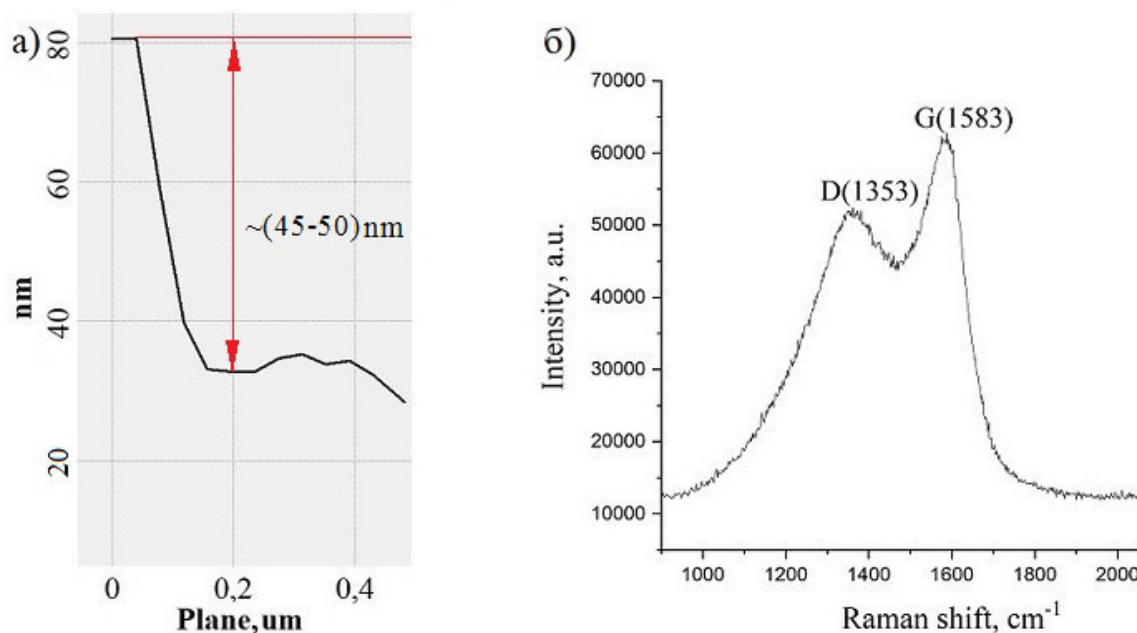 а)
80
60
40
20
nm
~(45-50)nm
0
0,2
0,4
Plane,um
б)
70000
60000
50000
40000
30000
20000
10000
Intensity, a.u.
D(1353)
G(1583)
1000
1200
1400
1600
1800
2000
Raman shift, cm⁻¹